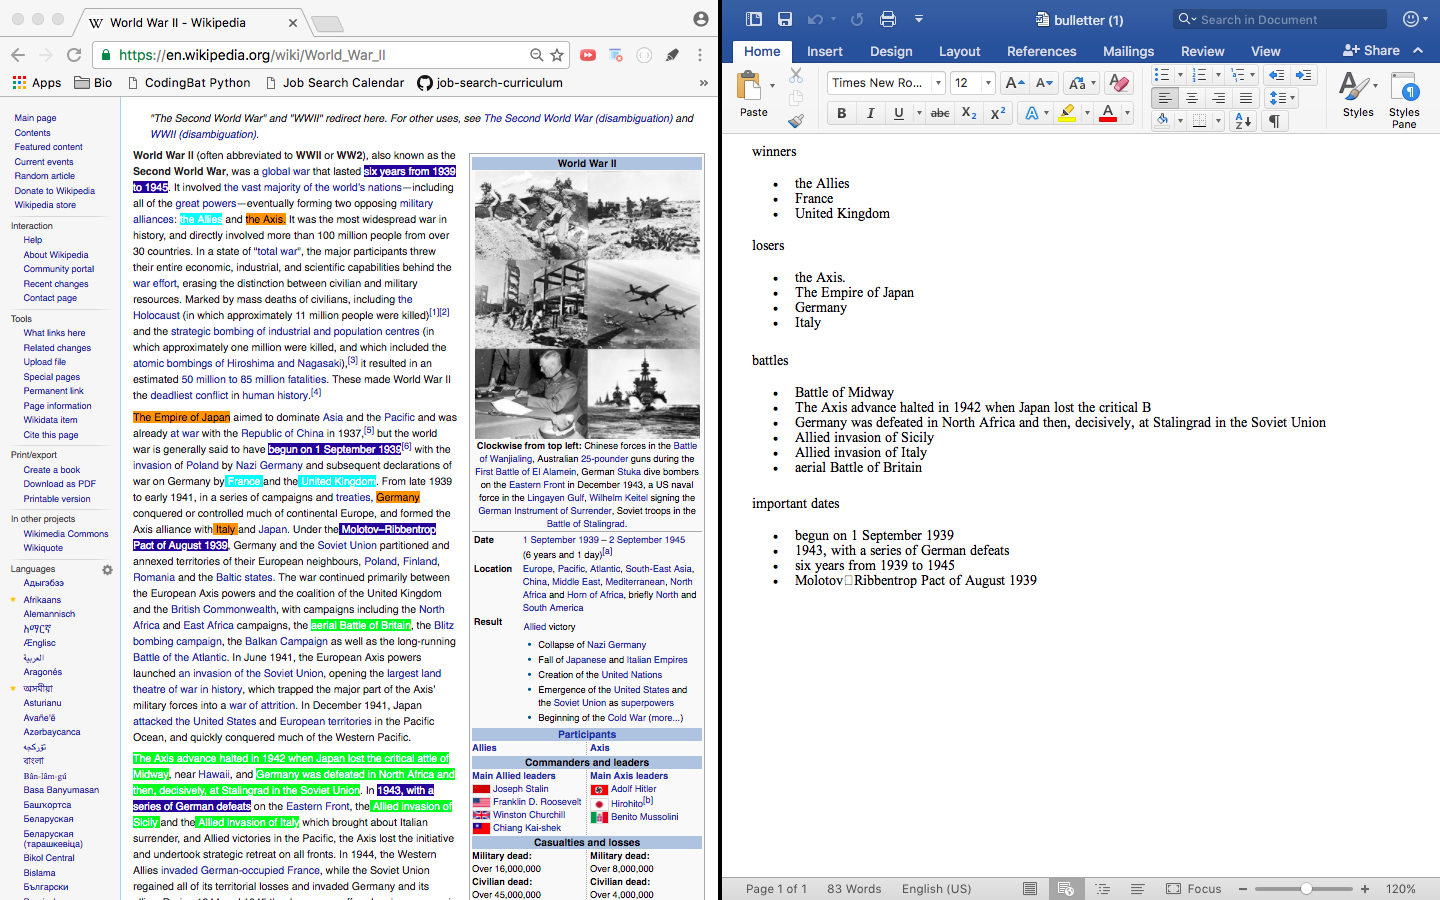 World War II - Wikipedia
https://en.wikipedia.org/wiki/World_War_II
Apps Bio CodingBat Python Job Search Calendar job-search-curriculum »
Main page
Contents
Featured content
Current events
Random article
Donate to Wikipedia
Wikipedia store
Interaction
Help
About Wikipedia
Community portal
Recent changes
Contact page
Tools
What links here
Related changes
Upload file
Special pages
Permanent link
Page information
Wikidata item
Cite this page
Print/export
Create a book
Download as PDF
Printable version
In other projects
Wikimedia Commons
Wikiquote
Languages
Адыгэбзэ
Afrikaans
Alemannisch
አማርኛ
Ænglisc
العربية
Aragonés
অসমীয়া
Asturianu
Avañe'ẽ
Azərbaycanca
تۆرکجه
বাংলা
Bân-lâm-gú
Basa Banyumasan
Башҡортса
Беларуская
Беларуская
(тарашкевіца)
Bikol Central
Bislama
Български
"The Second World War" and "WWII" redirect here. For other uses, see The Second World War (disambiguation) and
WWII (disambiguation).
World War II (often abbreviated to WWII or WW2), also known as the
Second World War, was a global war that lasted six years from 1939
to 1945. It involved the vast majority of the world's nations—including
all of the great powers—eventually forming two opposing military
alliances: the Allies and the Axis. It was the most widespread war in
history, and directly involved more than 100 million people from over
30 countries. In a state of "total war", the major participants threw
their entire economic, industrial, and scientific capabilities behind the
war effort, erasing the distinction between civilian and military
resources. Marked by mass deaths of civilians, including the
Holocaust (in which approximately 11 million people were killed)[1][2]
and the strategic bombing of industrial and population centres (in
which approximately one million were killed, and which included the
atomic bombings of Hiroshima and Nagasaki),[3] it resulted in an
estimated 50 million to 85 million fatalities. These made World War II
the deadliest conflict in human history.[4]
The Empire of Japan aimed to dominate Asia and the Pacific and was
already at war with the Republic of China in 1937,[5] but the world
war is generally said to have begun on 1 September 1939[6] with the
invasion of Poland by Nazi Germany and subsequent declarations of
war on Germany by France and the United Kingdom. From late 1939
to early 1941, in a series of campaigns and treaties, Germany
conquered or controlled much of continental Europe, and formed the
Axis alliance with Italy and Japan. Under the Molotov–Ribbentrop
Pact of August 1939, Germany and the Soviet Union partitioned and
annexed territories of their European neighbours, Poland, Finland,
Romania and the Baltic states. The war continued primarily between
the European Axis powers and the coalition of the United Kingdom
and the British Commonwealth, with campaigns including the North
Africa and East Africa campaigns, the aerial Battle of Britain, the Blitz
bombing campaign, the Balkan Campaign as well as the long-running
Battle of the Atlantic. In June 1941, the European Axis powers
launched an invasion of the Soviet Union, opening the largest land
theatre of war in history, which trapped the major part of the Axis'
military forces into a war of attrition. In December 1941, Japan
attacked the United States and European territories in the Pacific
Ocean, and quickly conquered much of the Western Pacific.
The Axis advance halted in 1942 when Japan lost the critical attle of
Midway, near Hawaii, and Germany was defeated in North Africa and
then, decisively, at Stalingrad in the Soviet Union. In 1943, with a
series of German defeats on the Eastern Front, the Allied invasion of
Sicily and the Allied invasion of Italy which brought about Italian
surrender, and Allied victories in the Pacific, the Axis lost the initiative
and undertook strategic retreat on all fronts. In 1944, the Western
Allies invaded German-occupied France, while the Soviet Union
regained all of its territorial losses and invaded Germany and its
World War II
Clockwise from top left: Chinese forces in the Battle
of Wanjialing, Australian 25-pounder guns during the
First Battle of El Alamein, German Stuka dive bombers
on the Eastern Front in December 1943, a US naval
force in the Lingayen Gulf, Wilhelm Keitel signing the
German Instrument of Surrender, Soviet troops in the
Battle of Stalingrad.
Date 1 September 1939 – 2 September 1945
(6 years and 1 day)[a]
Location Europe, Pacific, Atlantic, South-East Asia,
China, Middle East, Mediterranean, North
Africa and Horn of Africa, briefly North and
South America
Result Allied victory
• Collapse of Nazi Germany
• Fall of Japanese and Italian Empires
• Creation of the United Nations
• Emergence of the United States and
the Soviet Union as superpowers
• Beginning of the Cold War (more...)
Participants
Allies Axis
Commanders and leaders
Main Allied leaders Main Axis leaders
Joseph Stalin Adolf Hitler
Franklin D. Roosevelt Hirohito[b]
Winston Churchill Benito Mussolini
Chiang Kai-shek
Casualties and losses
Military dead: Military dead:
Over 16,000,000 Over 8,000,000
Civilian dead: Civilian dead:
Over 45,000,000 Over 4,000,000
bulletter (1)
Search in Document
Home Insert Design Layout References Mailings Review View Share
Paste Times New Ro... 12 Styles Styles Pane
winners
• the Allies
• France
• United Kingdom
losers
• the Axis.
• The Empire of Japan
• Germany
• Italy
battles
• Battle of Midway
• The Axis advance halted in 1942 when Japan lost the critical B
• Germany was defeated in North Africa and then, decisively, at Stalingrad in the Soviet Union
• Allied invasion of Sicily
• Allied invasion of Italy
• aerial Battle of Britain
important dates
• begun on 1 September 1939
• 1943, with a series of German defeats
• six years from 1939 to 1945
• Molotov□Ribbentrop Pact of August 1939
Page 1 of 1 83 Words English (US) Focus 120%